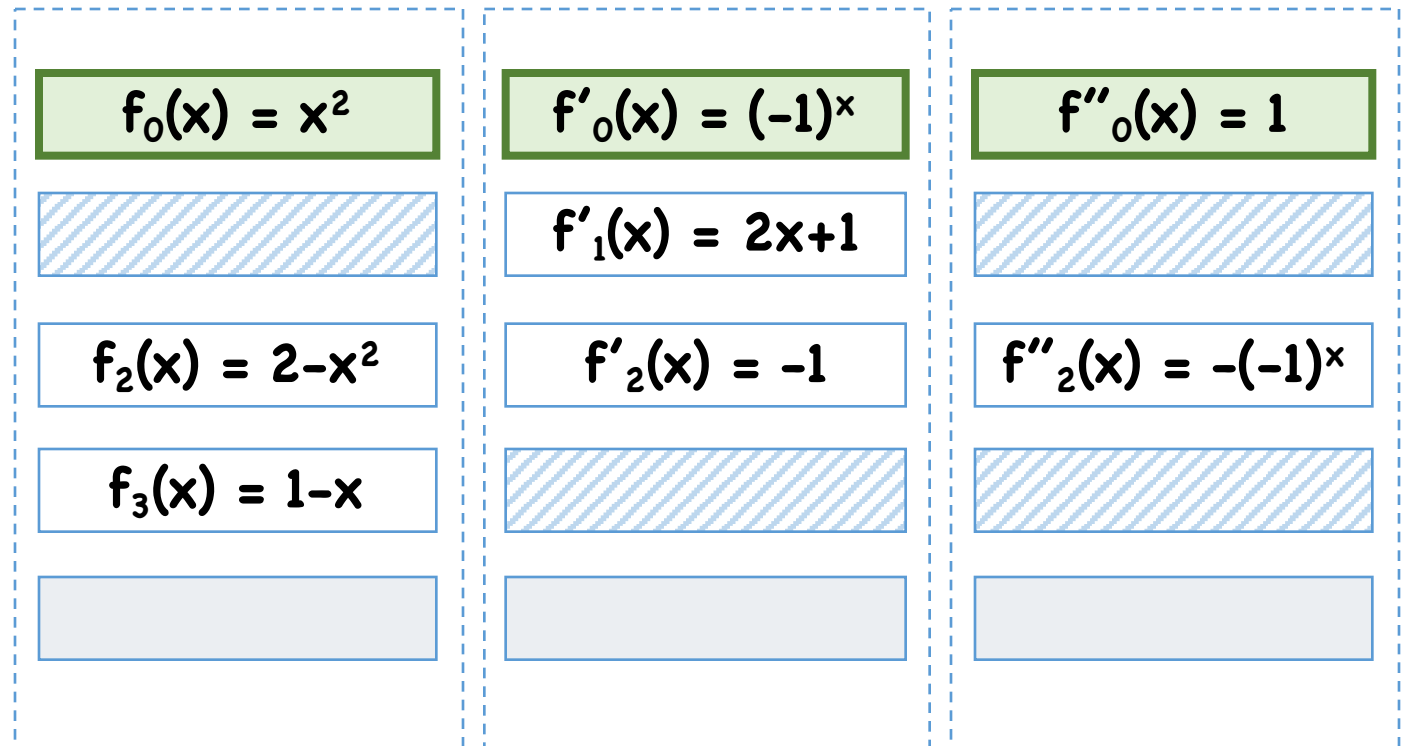 f₀(x) = x²
f′₀(x) = (-1)ˣ
f″₀(x) = 1
f′₁(x) = 2x+1
f₂(x) = 2-x²
f′₂(x) = -1
f″₂(x) = -(-1)ˣ
f₃(x) = 1-x